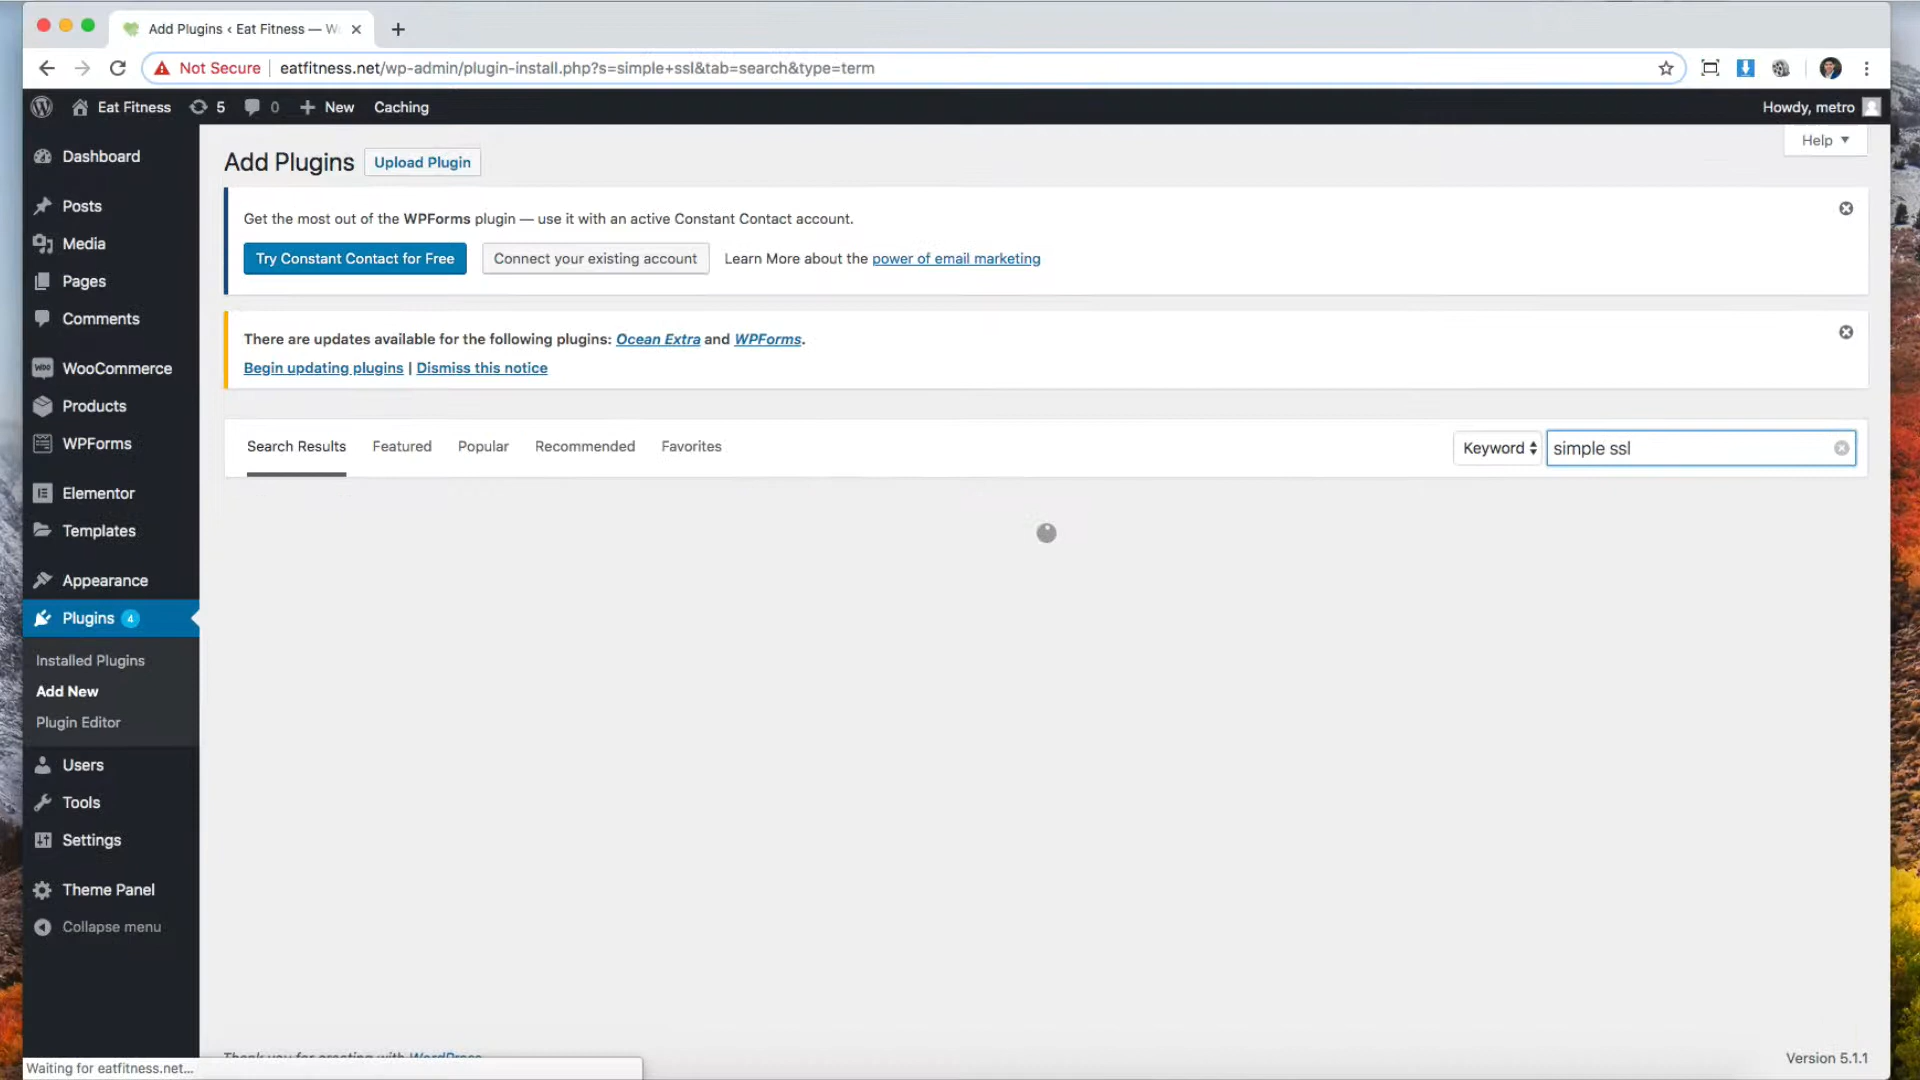 Add Plugins ‹ Eat Fitness — W
Not Secure eatfitness.net/wp-admin/plugin-install.php?s=simple+ssl&tab=search&type=term
Eat Fitness 5 0 New Caching Howdy, metro
Help
Dashboard
Posts
Media
Pages
Comments
WooCommerce
Products
WPForms
Elementor
Templates
Appearance
Plugins 4
Installed Plugins
Add New
Plugin Editor
Users
Tools
Settings
Theme Panel
Collapse menu
Add Plugins Upload Plugin
Get the most out of the WPForms plugin — use it with an active Constant Contact account.
Try Constant Contact for Free Connect your existing account Learn More about the power of email marketing
There are updates available for the following plugins: Ocean Extra and WPForms.
Begin updating plugins | Dismiss this notice
Search Results Featured Popular Recommended Favorites Keyword simple ssl
Thank you for creating with WordPress
Version 5.1.1
Waiting for eatfitness.net...